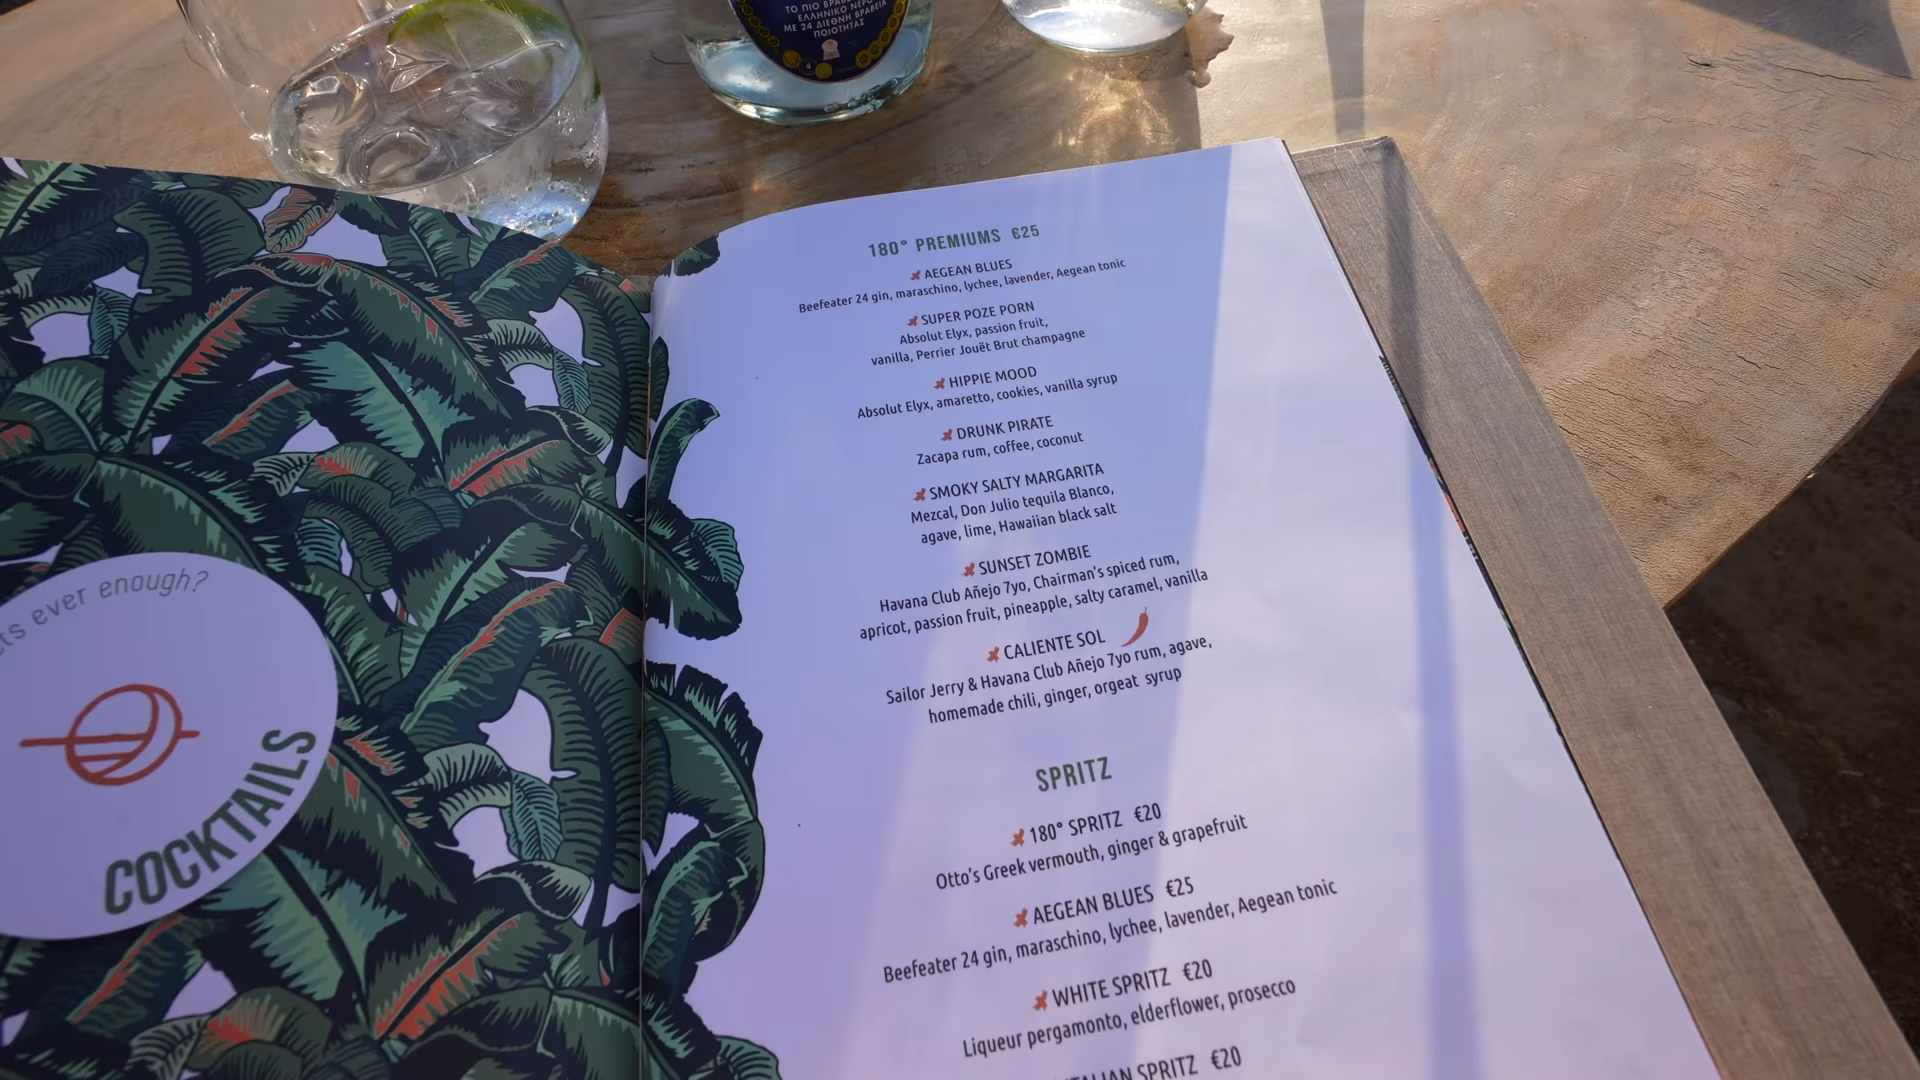 ΤΟ ΠΙΟ ΒΡΑΒ
ΕΛΛΗΝΙΚΟ ΝΕΡΟ
ΜΕ 24 ΔΙΕΘΝΗ ΒΡΑΒΕΙΑ
ΠΟΙΟΤΗΤΑΣ
ts ever enough?
COCKTAILS
180° PREMIUMS €25
AEGEAN BLUES
Beefeater 24 gin, maraschino, lychee, lavender, Aegean tonic
SUPER POZE PORN
Absolut Elyx, passion fruit,
vanilla, Perrier Jouët Brut champagne
HIPPIE MOOD
Absolut Elyx, amaretto, cookies, vanilla syrup
DRUNK PIRATE
Zacapa rum, coffee, coconut
SMOKY SALTY MARGARITA
Mezcal, Don Julio tequila Blanco,
agave, lime, Hawaiian black salt
SUNSET ZOMBIE
Havana Club Añejo 7yo, Chairman's spiced rum,
apricot, passion fruit, pineapple, salty caramel, vanilla
CALIENTE SOL
Sailor Jerry & Havana Club Añejo 7yo rum, agave,
homemade chili, ginger, orgeat syrup
SPRITZ
180° SPRITZ €20
Otto's Greek vermouth, ginger & grapefruit
AEGEAN BLUES €25
Beefeater 24 gin, maraschino, lychee, lavender, Aegean tonic
WHITE SPRITZ €20
Liqueur pergamonto, elderflower, prosecco
ITALIAN SPRITZ €20